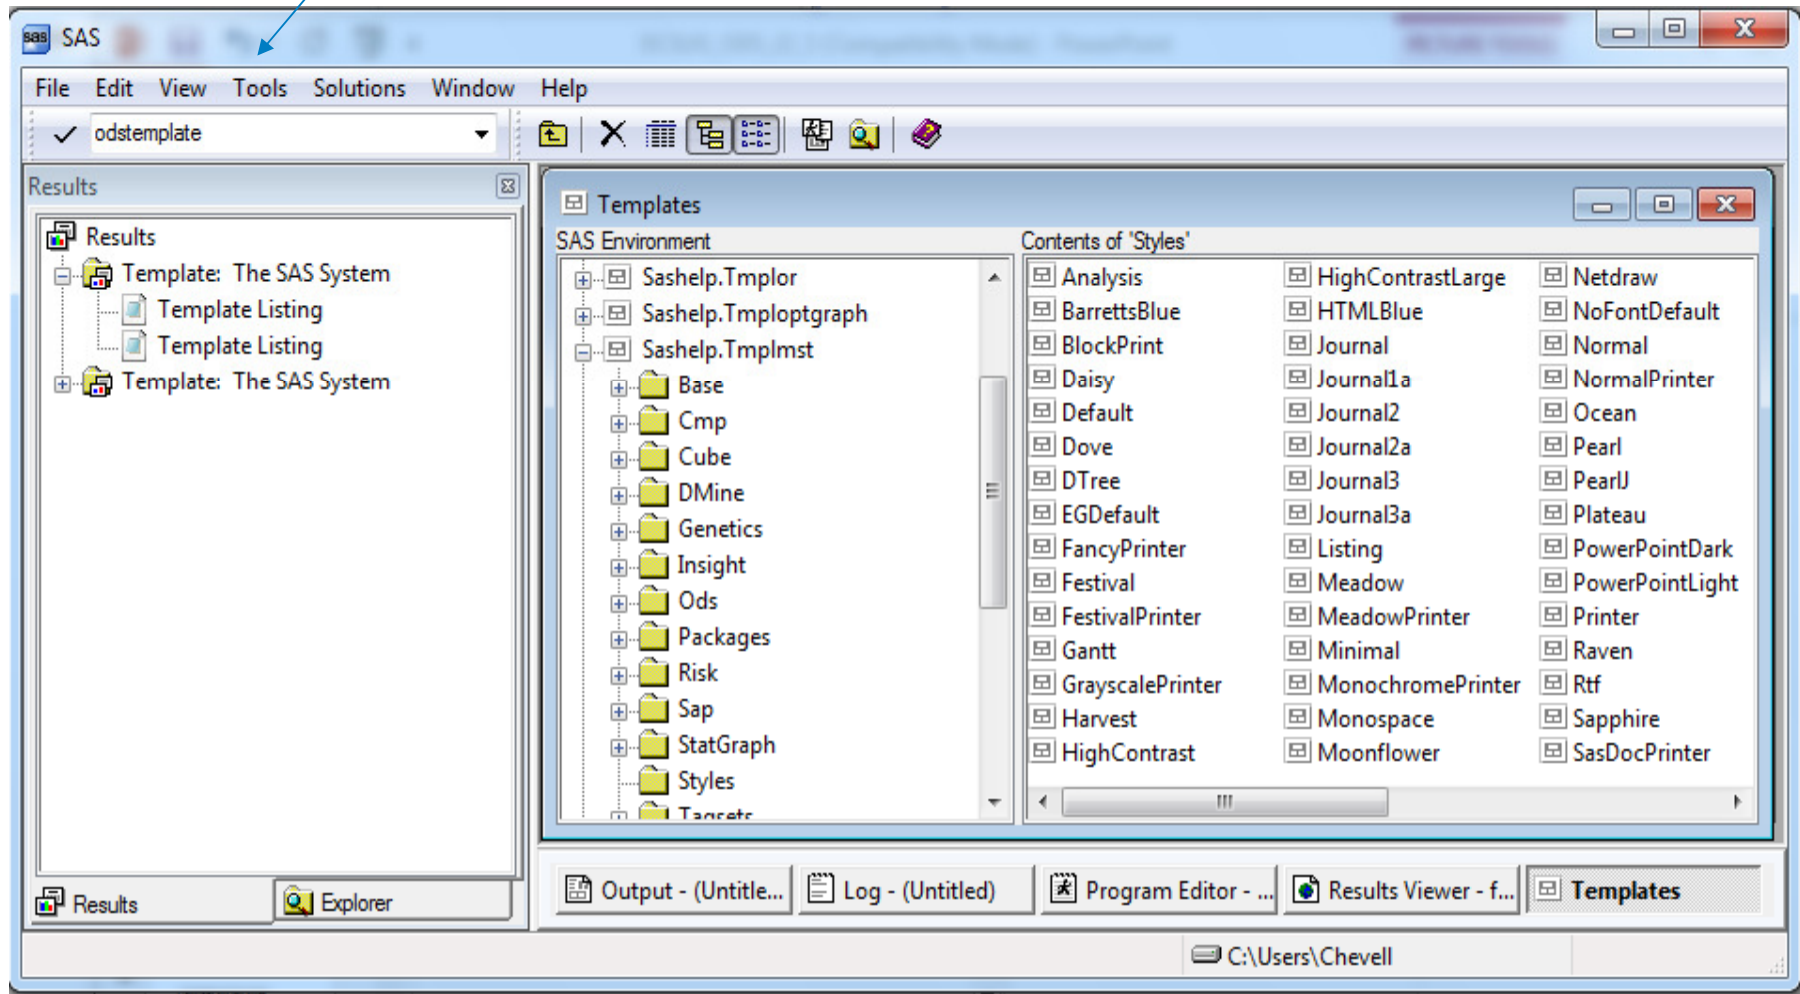 sas SAS
File Edit View Tools Solutions Window Help
odstemplate
Results
Results
Template: The SAS System
Template Listing
Template Listing
Template: The SAS System
Results
Explorer
Templates
SAS Environment
Sashelp.Tmplor
Sashelp.Tmploptgraph
Sashelp.Tmplmst
Base
Cmp
Cube
DMine
Genetics
Insight
Ods
Packages
Risk
Sap
StatGraph
Styles
Tagsets
Contents of 'Styles'
Analysis
BarrettsBlue
BlockPrint
Daisy
Default
Dove
DTree
EGDefault
FancyPrinter
Festival
FestivalPrinter
Gantt
GrayscalePrinter
Harvest
HighContrast
HighContrastLarge
HTMLBlue
Journal
Journal1a
Journal2
Journal2a
Journal3
Journal3a
Listing
Meadow
MeadowPrinter
Minimal
MonochromePrinter
Monospace
Moonflower
Netdraw
NoFontDefault
Normal
NormalPrinter
Ocean
Pearl
PearlJ
Plateau
PowerPointDark
PowerPointLight
Printer
Raven
Rtf
Sapphire
SasDocPrinter
Output - (Untitle...
Log - (Untitled)
Program Editor - ...
Results Viewer - f...
Templates
C:\Users\Chevell